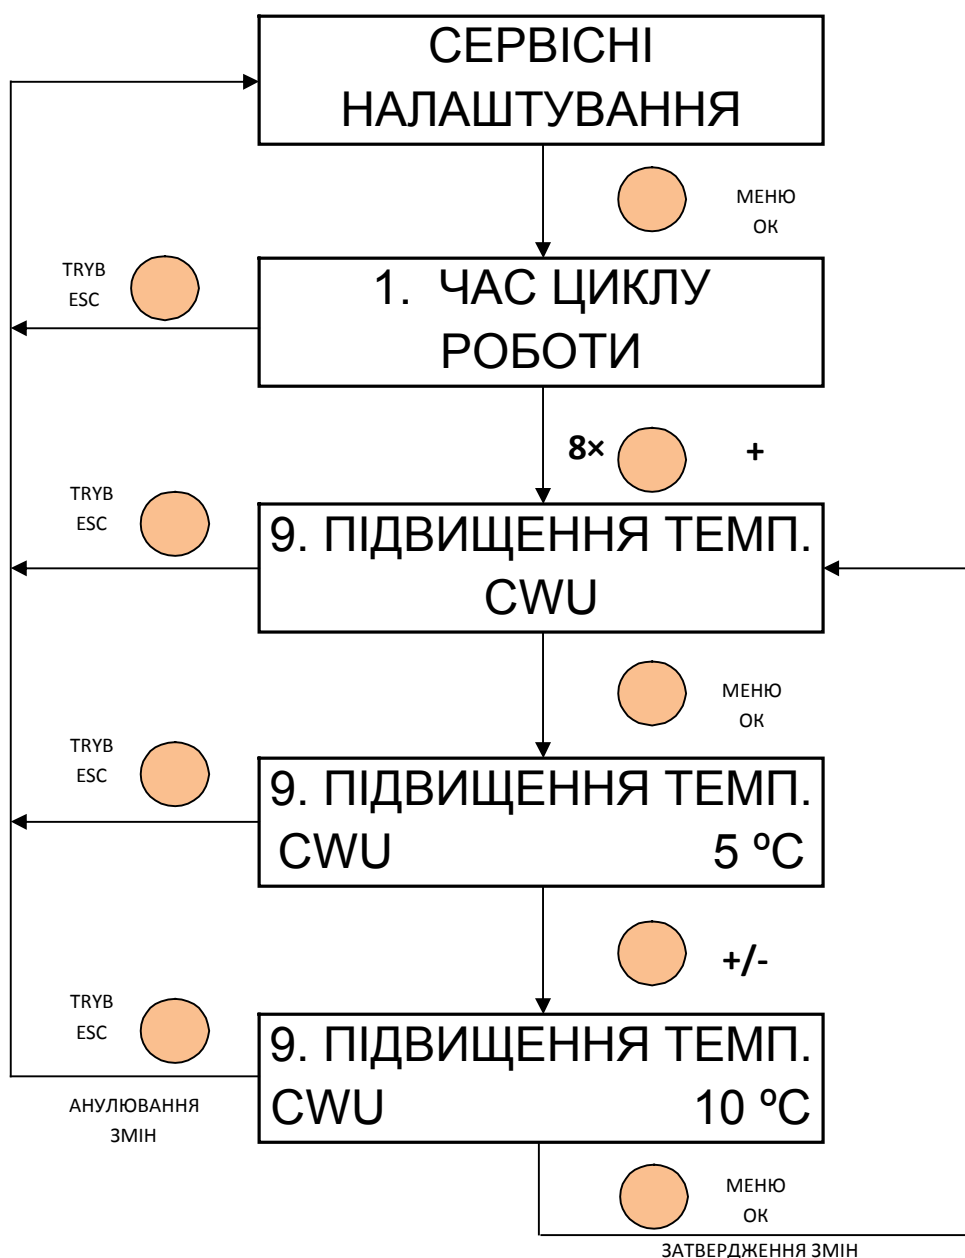 СЕРВІСНІ
НАЛАШТУВАННЯ
МЕНЮ
ОК
TRYB
ESC
1. ЧАС ЦИКЛУ
РОБОТИ
8× +
TRYB
ESC
9. ПІДВИЩЕННЯ ТЕМП.
CWU
МЕНЮ
ОК
TRYB
ESC
9. ПІДВИЩЕННЯ ТЕМП.
CWU 5 ºC
+/-
TRYB
ESC
9. ПІДВИЩЕННЯ ТЕМП.
CWU 10 ºC
АНУЛЮВАННЯ
ЗМІН
МЕНЮ
ОК
ЗАТВЕРДЖЕННЯ ЗМІН